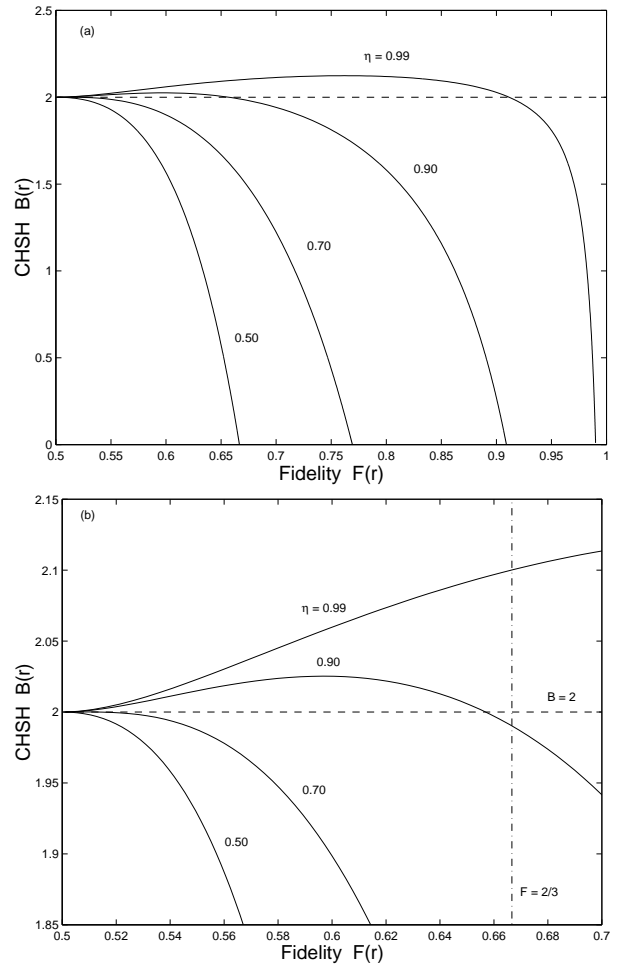 (a)
η = 0.99
0.90
0.70
0.50
CHSH B(r)
2.5
2
1.5
1
0.5
0
0.5 0.55 0.6 0.65 0.7 0.75 0.8 0.85 0.9 0.95 1
Fidelity F(r)
(b)
η = 0.99
0.90
B = 2
0.70
0.50
F = 2/3
CHSH B(r)
2.15
2.1
2.05
2
1.95
1.9
1.85
0.5 0.52 0.54 0.56 0.58 0.6 0.62 0.64 0.66 0.68 0.7
Fidelity F(r)